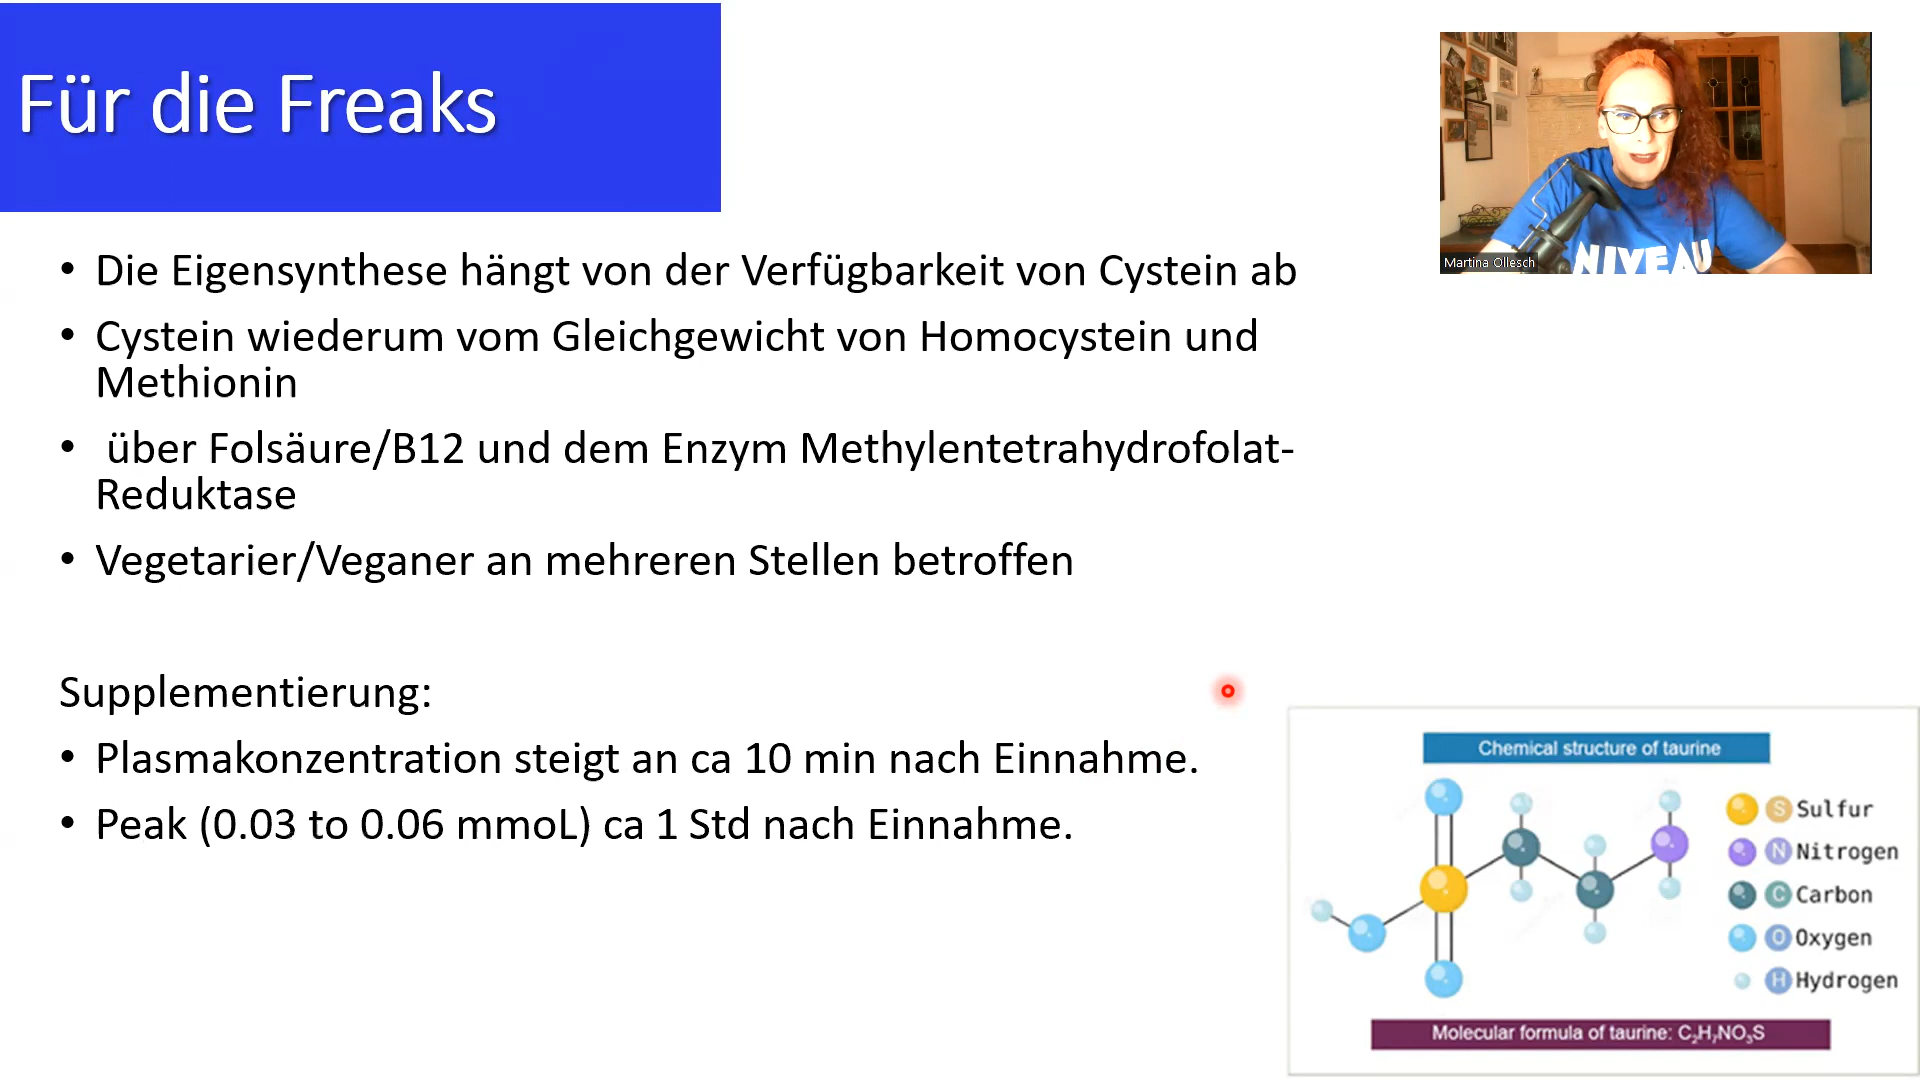 Für die Freaks
Martina Ollesch
NIVEAU
• Die Eigensynthese hängt von der Verfügbarkeit von Cystein ab
• Cystein wiederum vom Gleichgewicht von Homocystein und
Methionin
• über Folsäure/B12 und dem Enzym Methylentetrahydrofolat-
Reduktase
• Vegetarier/Veganer an mehreren Stellen betroffen
Supplementierung:
• Plasmakonzentration steigt an ca 10 min nach Einnahme.
• Peak (0.03 to 0.06 mmoL) ca 1 Std nach Einnahme.
Chemical structure of taurine
S Sulfur
N Nitrogen
C Carbon
O Oxygen
H Hydrogen
Molecular formula of taurine: C₂H₇NO₃S